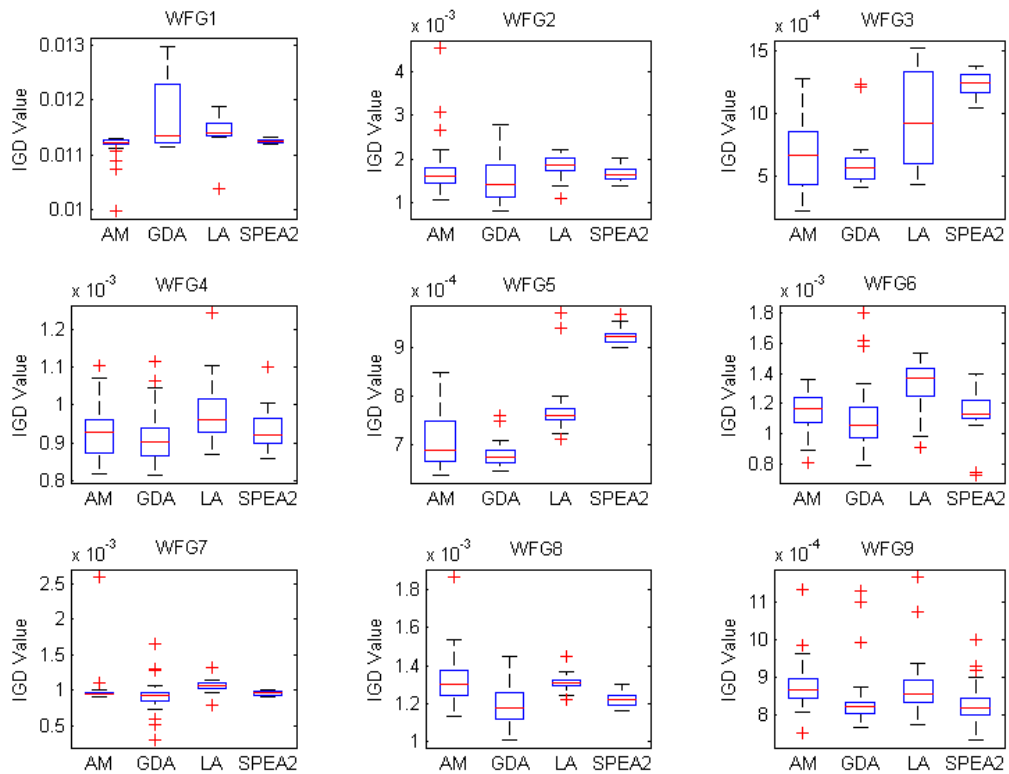 WFG1
IGD Value
0.013
0.012
0.011
0.01
AM GDA LA SPEA2
WFG2
x 10^-3
IGD Value
4
3
2
1
AM GDA LA SPEA2
WFG3
x 10^-4
IGD Value
15
10
5
AM GDA LA SPEA2
WFG4
x 10^-3
IGD Value
1.2
1.1
1
0.9
0.8
AM GDA LA SPEA2
WFG5
x 10^-4
IGD Value
9
8
7
AM GDA LA SPEA2
WFG6
x 10^-3
IGD Value
1.8
1.6
1.4
1.2
1
0.8
AM GDA LA SPEA2
WFG7
x 10^-3
IGD Value
2.5
2
1.5
1
0.5
AM GDA LA SPEA2
WFG8
x 10^-3
IGD Value
1.8
1.6
1.4
1.2
1
AM GDA LA SPEA2
WFG9
x 10^-4
IGD Value
11
10
9
8
AM GDA LA SPEA2